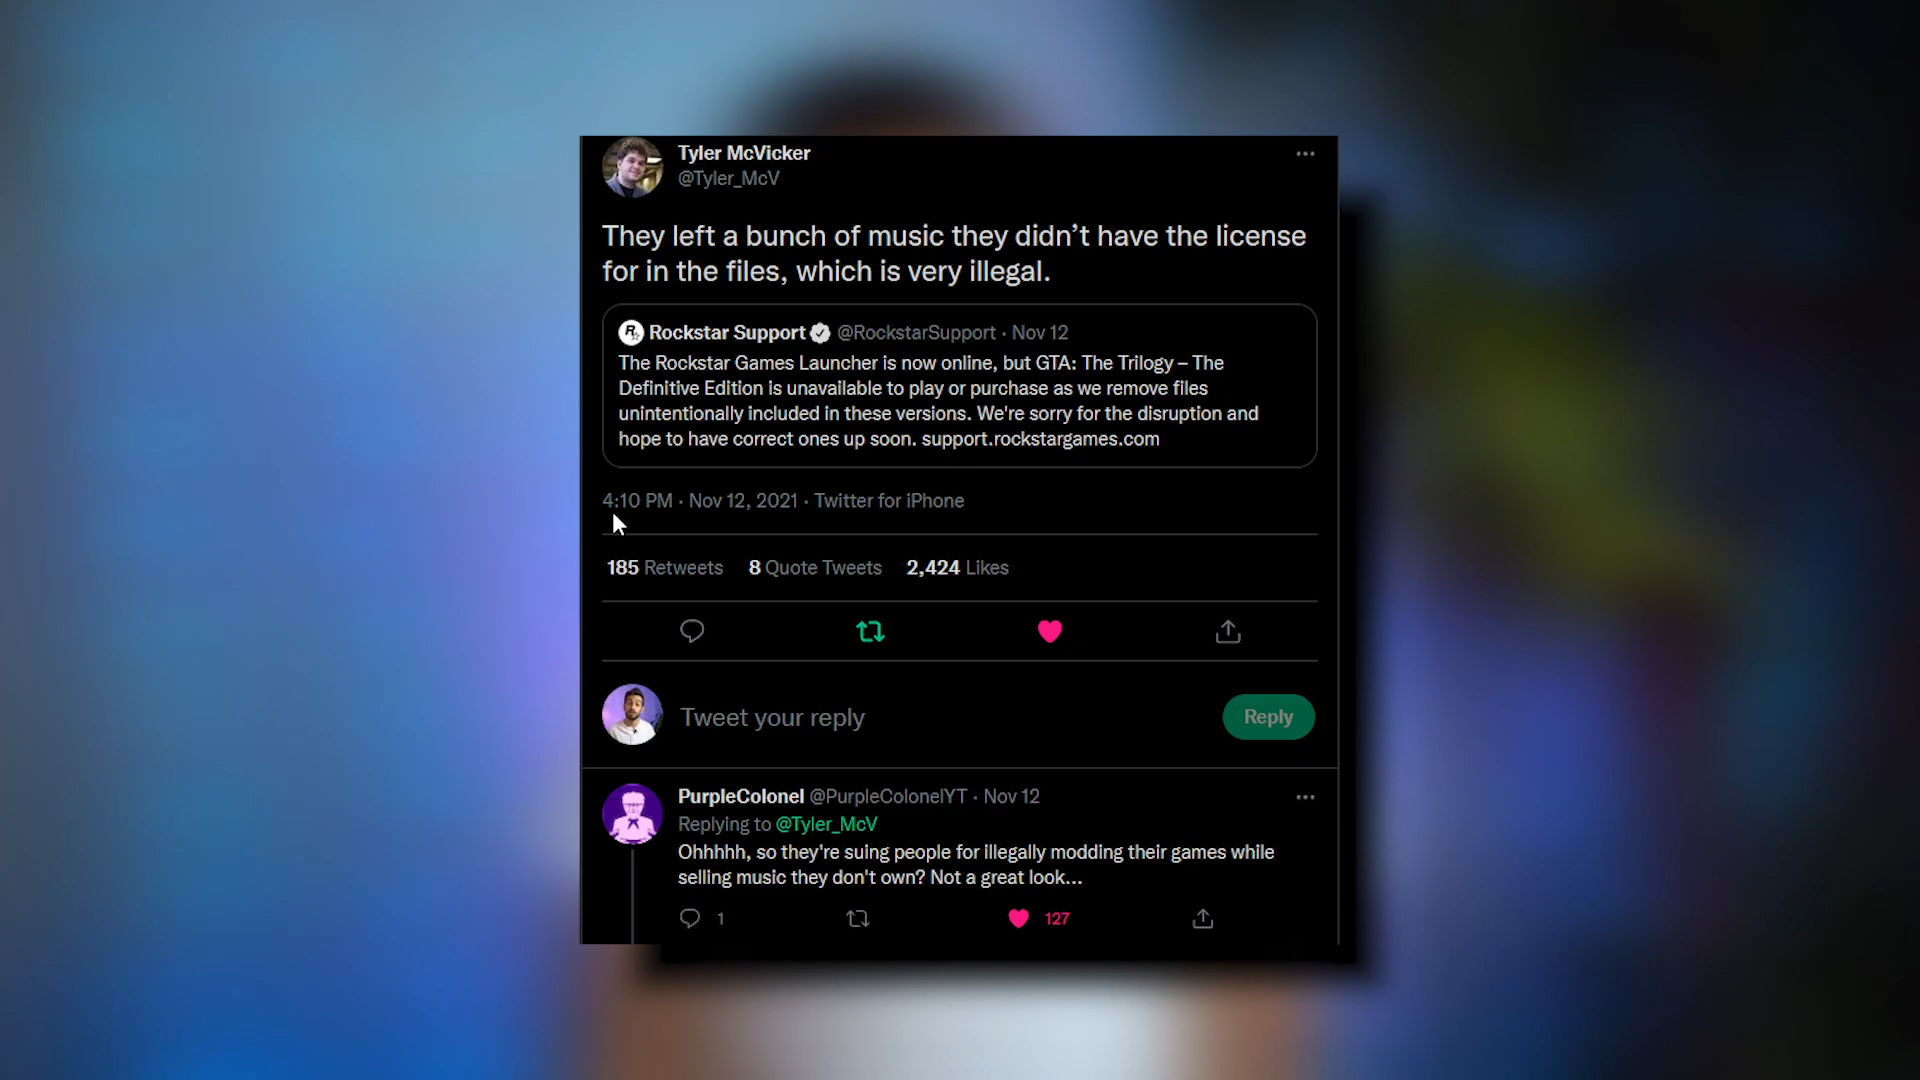 Tyler McVicker
@Tyler_McV
They left a bunch of music they didn’t have the license
for in the files, which is very illegal.
Rockstar Support @RockstarSupport · Nov 12
The Rockstar Games Launcher is now online, but GTA: The Trilogy – The
Definitive Edition is unavailable to play or purchase as we remove files
unintentionally included in these versions. We're sorry for the disruption and
hope to have correct ones up soon. support.rockstargames.com
4:10 PM · Nov 12, 2021 · Twitter for iPhone
185 Retweets 8 Quote Tweets 2,424 Likes
Tweet your reply
Reply
PurpleColonel @PurpleColonelYT · Nov 12
Replying to @Tyler_McV
Ohhhhh, so they're suing people for illegally modding their games while
selling music they don't own? Not a great look...
1 127